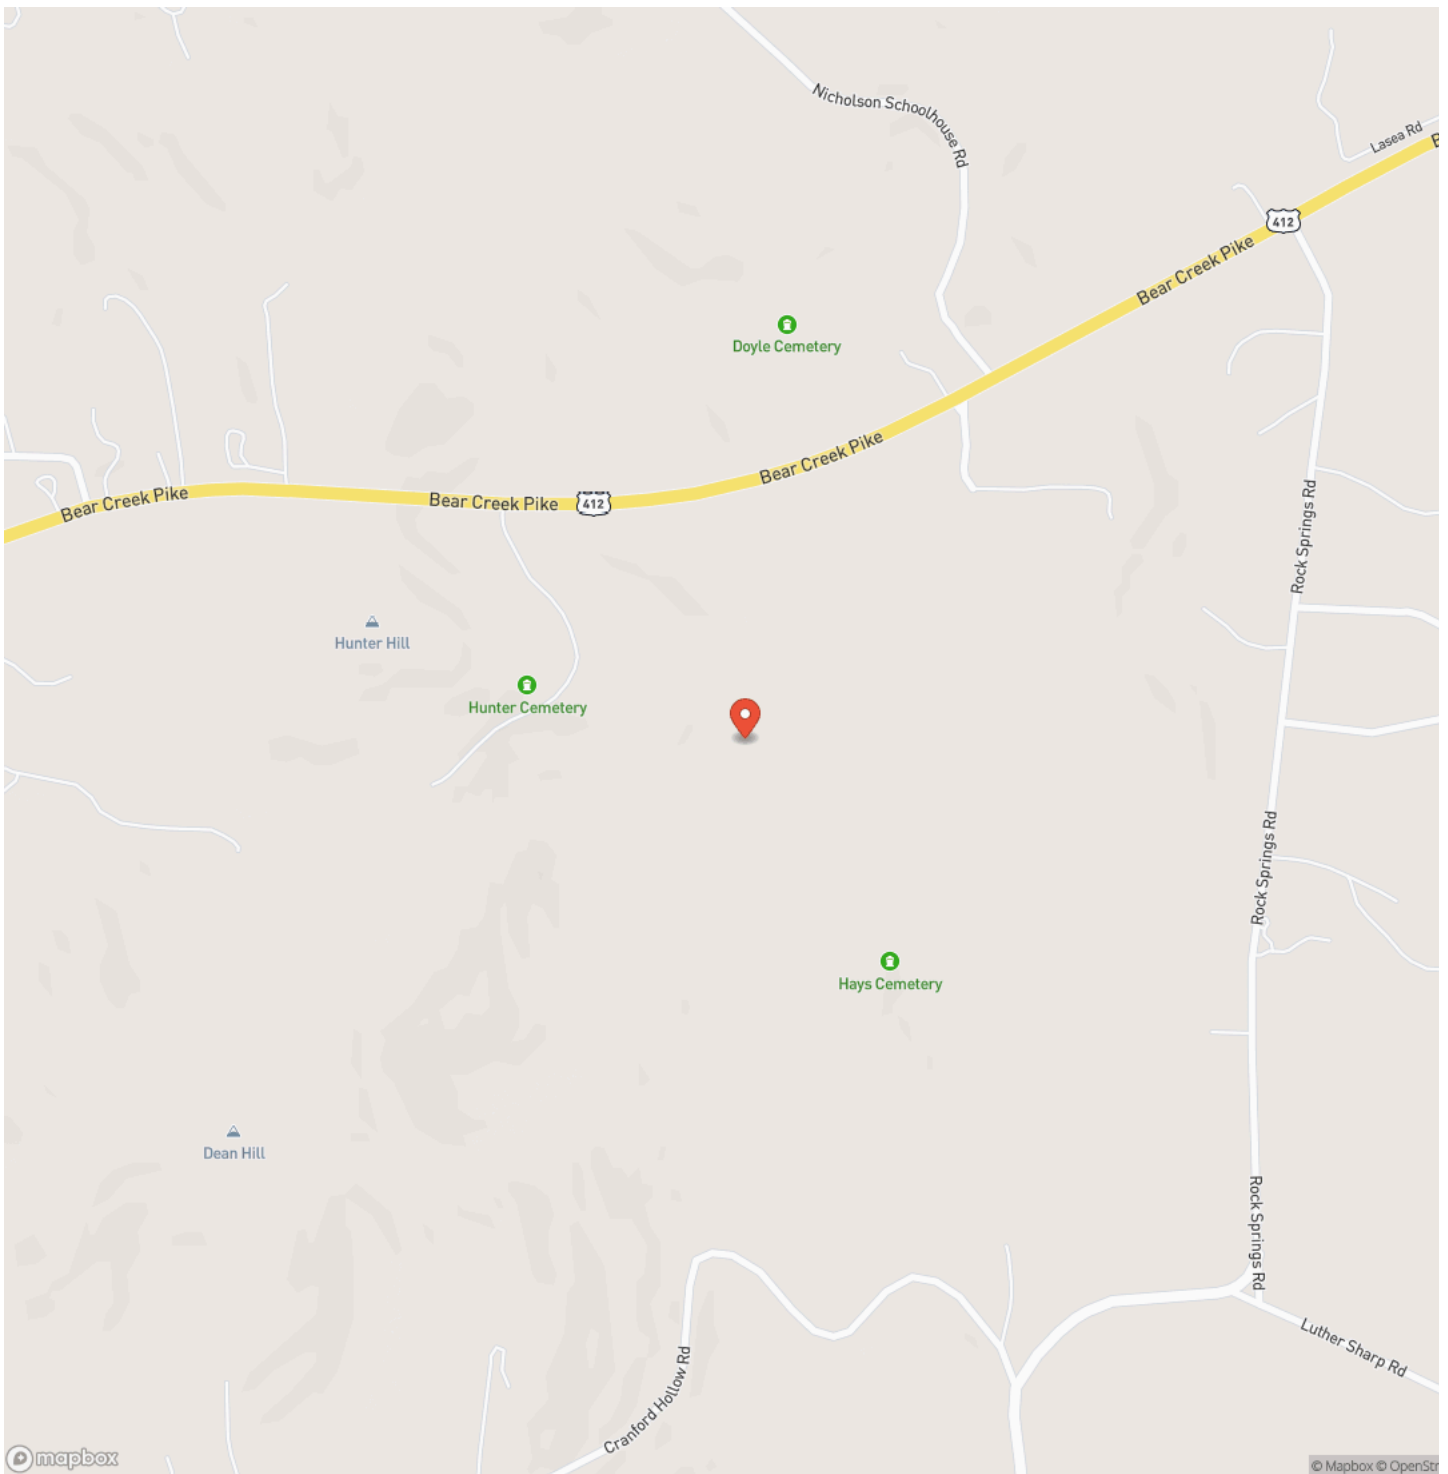 Nicholson Schoolhouse Rd
Lasea Rd
B
412
Bear Creek Pike
Doyle Cemetery
Bear Creek Pike
Bear Creek Pike
Bear Creek Pike
412
Rock Springs Rd
Hunter Hill
Hunter Cemetery
Rock Springs Rd
Hays Cemetery
Dean Hill
Rock Springs Rd
Luther Sharp Rd
Cranford Hollow Rd
mapbox
© Mapbox © OpenStr